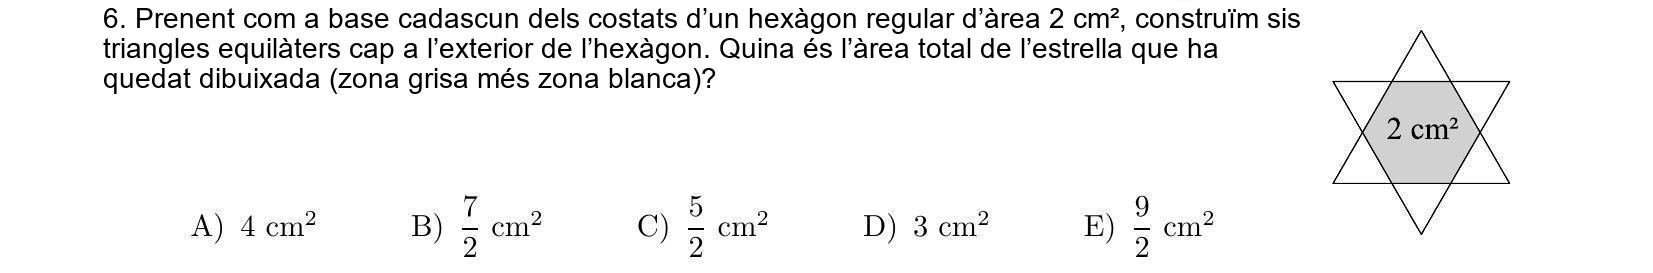 6. Prenent com a base cadascun dels costats d’un hexàgon regular d’àrea 2 cm², construïm sis
triangles equilàters cap a l’exterior de l’hexàgon. Quina és l’àrea total de l’estrella que ha
quedat dibuixada (zona grisa més zona blanca)?
2 cm²
A) 4 cm² B) 7/2 cm² C) 5/2 cm² D) 3 cm² E) 9/2 cm²